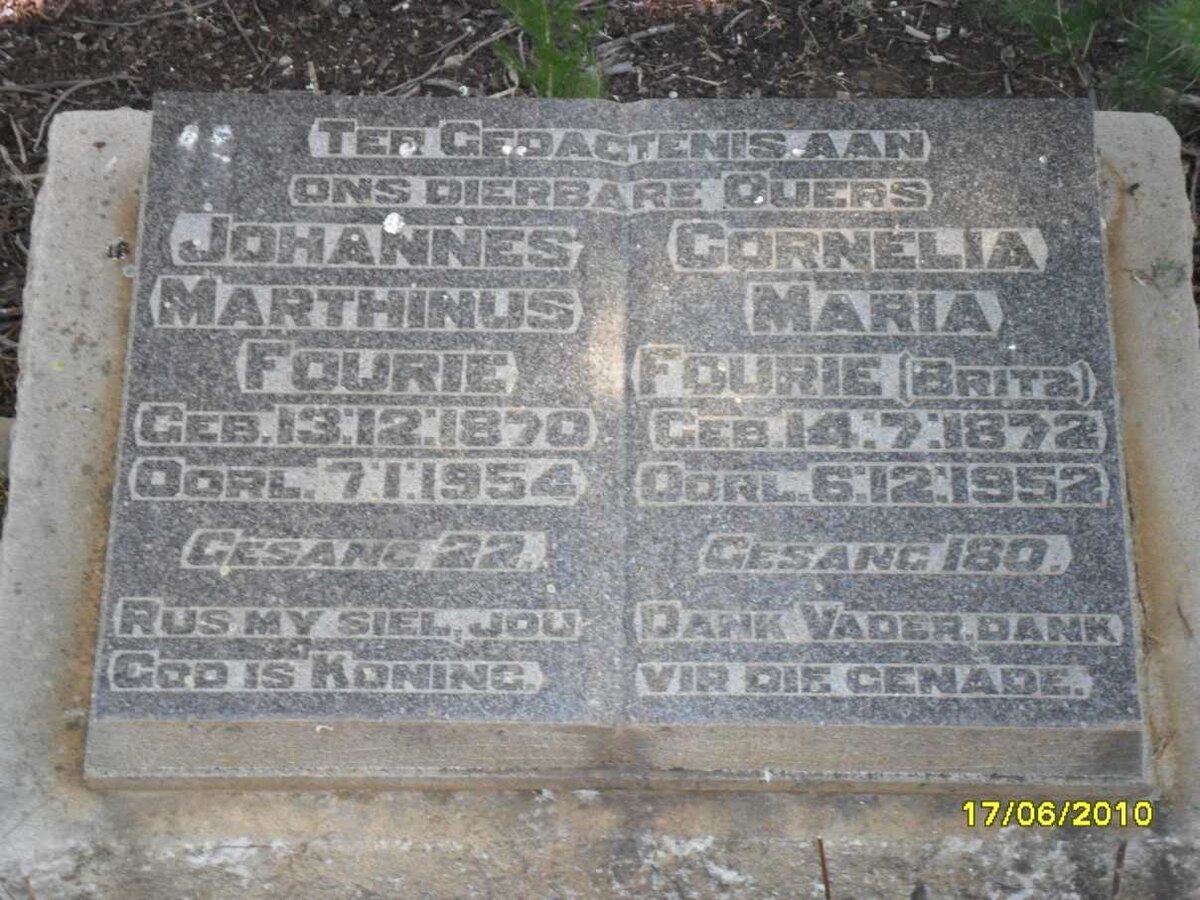 TER GEDACTENIS AAN
ONS DIERBARE OUERS
JOHANNES
MARTHINUS
FOURIE
GEB. 13.12.1870
OORL. 7.1.1954
GESANG 22.
RUS MY SIEL, JOU
GOD IS KONING.
CORNELIA
MARIA
FOURIE (BRITZ)
GEB. 14.7.1872
OORL. 6.12.1952
GESANG 180.
DANK VADER, DANK
VIR DIE GENADE.
17/06/2010